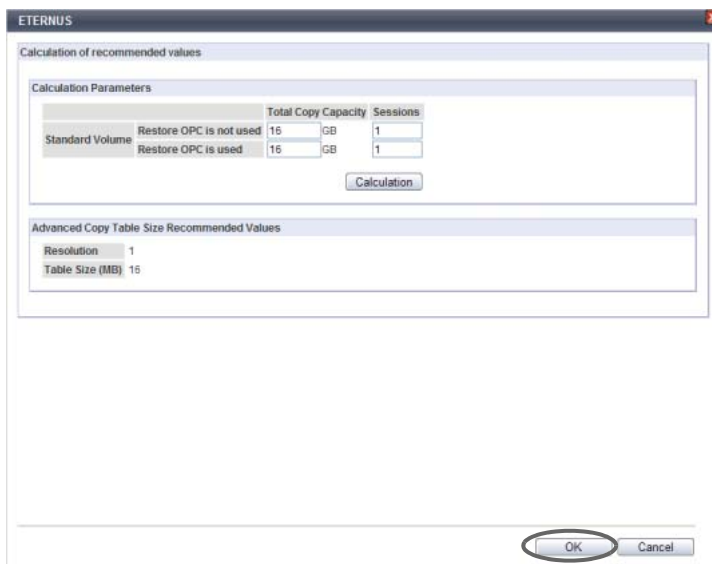 ETERNUS
Calculation of recommended values
Calculation Parameters
Total Copy Capacity Sessions
Standard Volume
Restore OPC is not used 16 GB 1
Restore OPC is used 16 GB 1
Calculation
Advanced Copy Table Size Recommended Values
Resolution 1
Table Size (MB) 16
OK Cancel